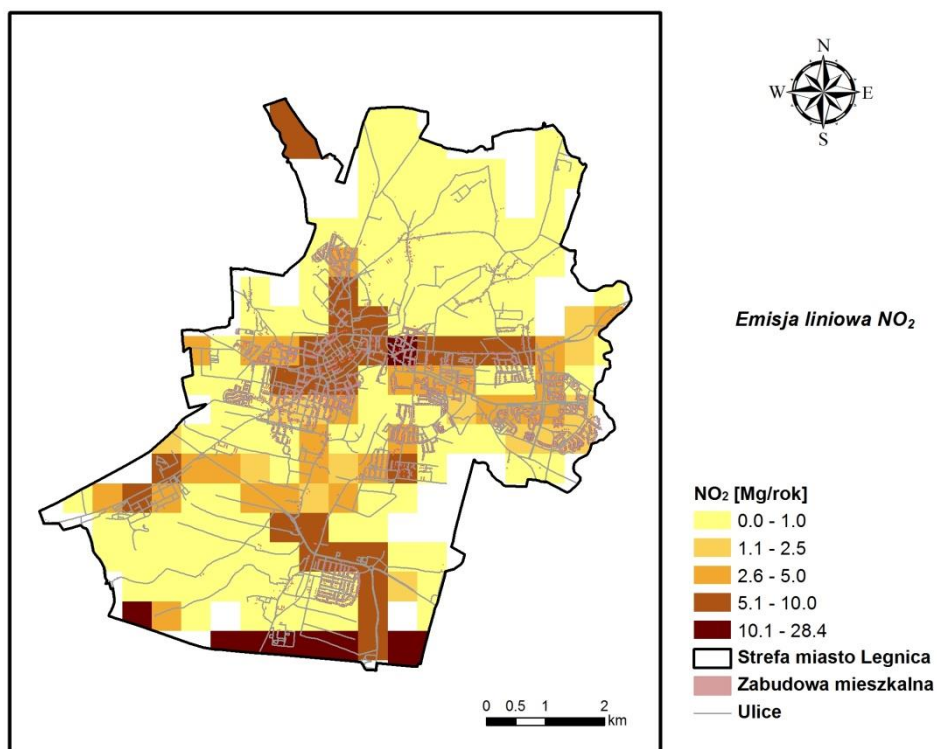 N
W E
S
Emisja liniowa NO₂
NO₂ [Mg/rok]
0.0 - 1.0
1.1 - 2.5
2.6 - 5.0
5.1 - 10.0
10.1 - 28.4
Strefa miasto Legnica
Zabudowa mieszkalna
Ulice
0 0.5 1 2
km